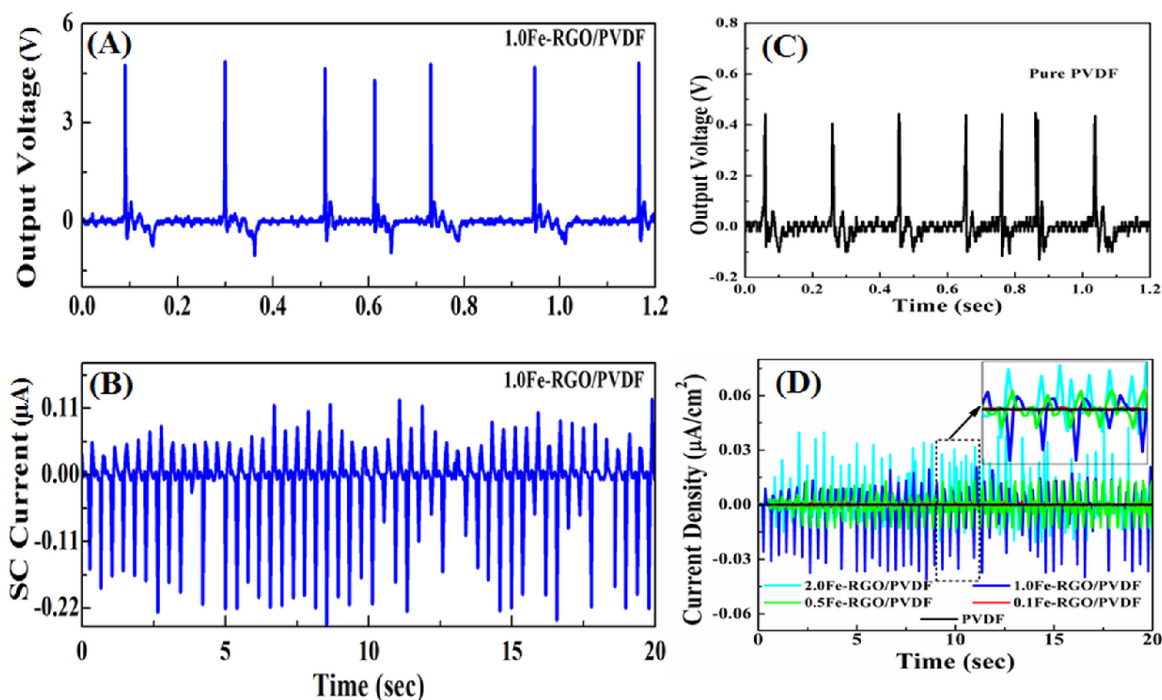 (A)
1.0Fe-RGO/PVDF
Output Voltage (V)
6
3
0
0.0 0.2 0.4 0.6 0.8 1.0 1.2
(B)
1.0Fe-RGO/PVDF
SC Current (μA)
0.11
0.00
-0.11
-0.22
0 5 10 15 20
Time (sec)
(C)
Pure PVDF
Output Voltage (V)
0.8
0.6
0.4
0.2
0.0
-0.2
0.0 0.2 0.4 0.6 0.8 1.0 1.2
Time (sec)
(D)
Current Density (μA/cm²)
0.06
0.03
0.00
-0.03
-0.06
2.0Fe-RGO/PVDF 1.0Fe-RGO/PVDF
0.5Fe-RGO/PVDF 0.1Fe-RGO/PVDF
PVDF
0 5 10 15 20
Time (sec)